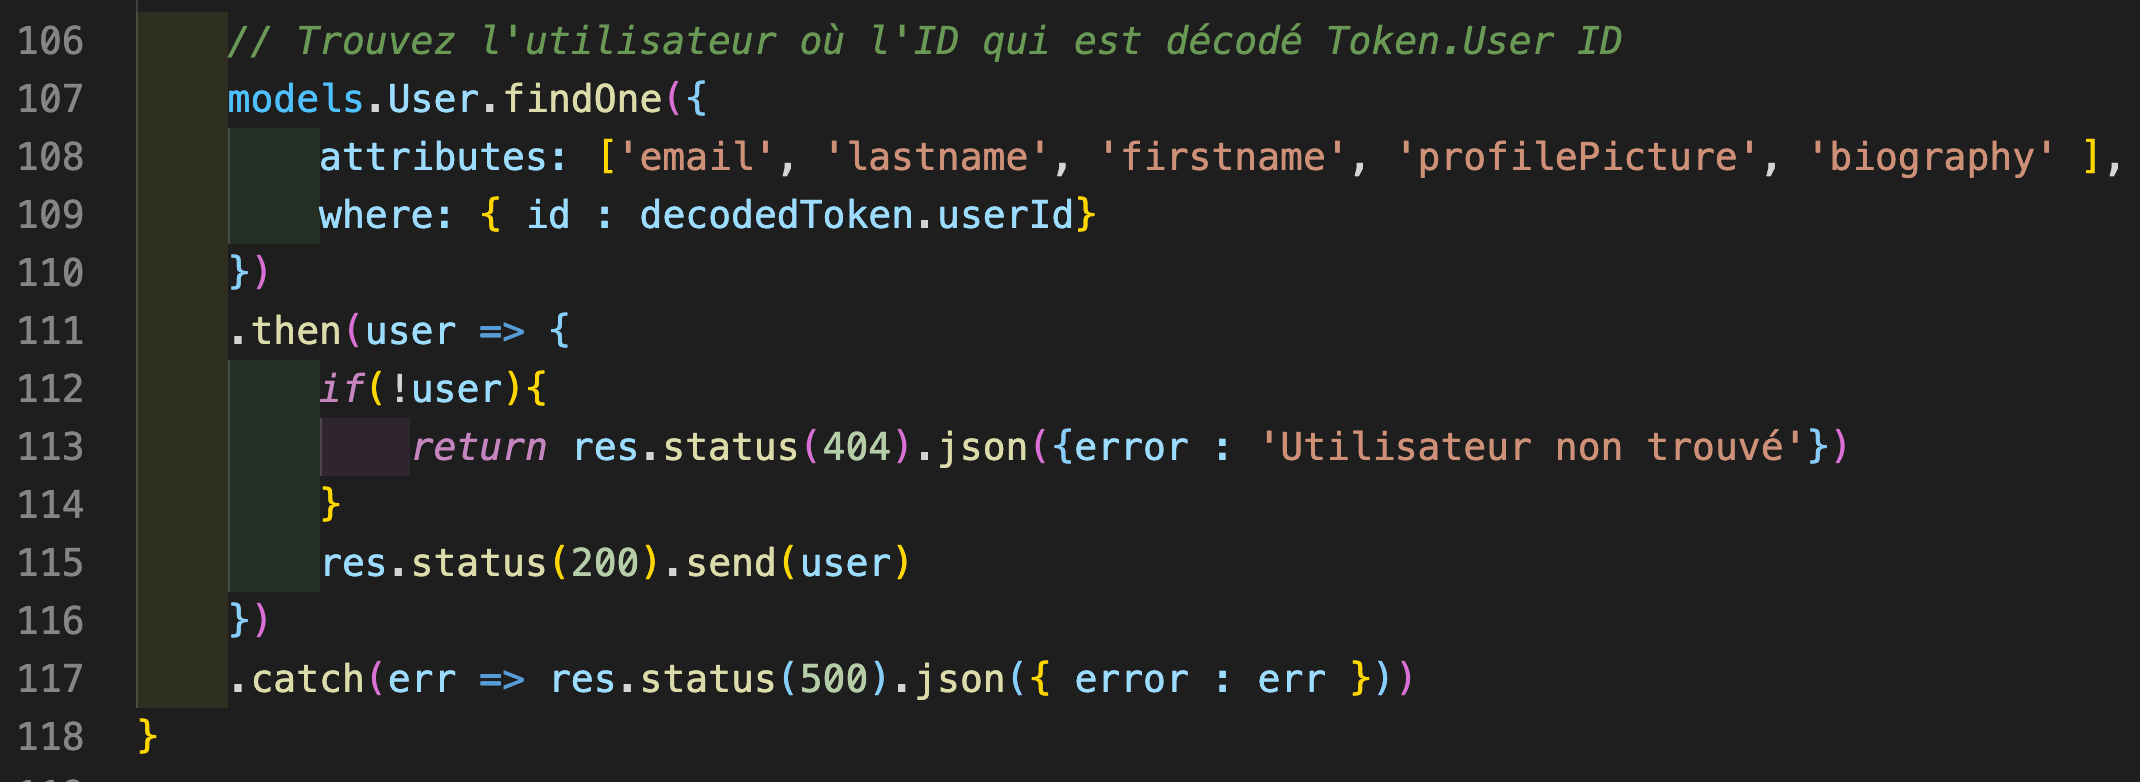 106 // Trouvez l'utilisateur où l'ID qui est décodé Token.User ID
107 models.User.findOne({
108 attributes: ['email', 'lastname', 'firstname', 'profilePicture', 'biography' ],
109 where: { id : decodedToken.userId}
110 })
111 .then(user => {
112 if(!user){
113 return res.status(404).json({error : 'Utilisateur non trouvé'})
114 }
115 res.status(200).send(user)
116 })
117 .catch(err => res.status(500).json({ error : err }))
118 }